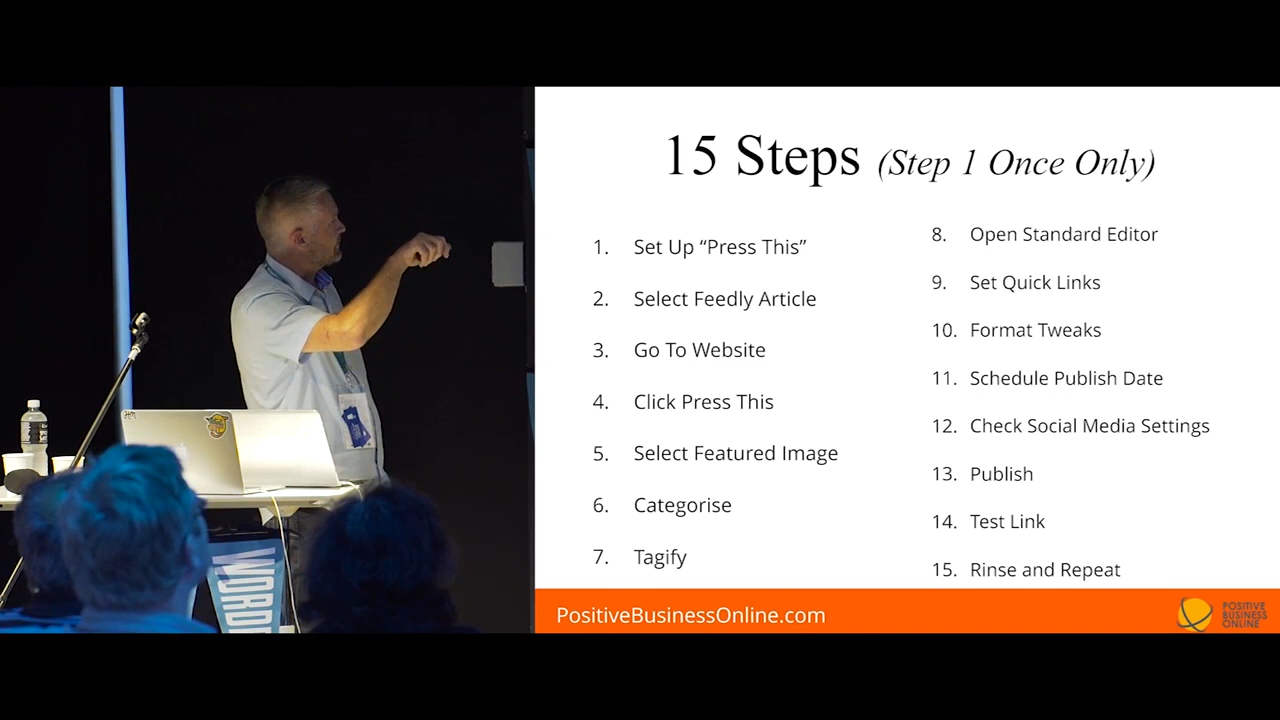 15 Steps (Step 1 Once Only)
1. Set Up “Press This”
2. Select Feedly Article
3. Go To Website
4. Click Press This
5. Select Featured Image
6. Categorise
7. Tagify
8. Open Standard Editor
9. Set Quick Links
10. Format Tweaks
11. Schedule Publish Date
12. Check Social Media Settings
13. Publish
14. Test Link
15. Rinse and Repeat
PositiveBusinessOnline.com
POSITIVE
BUSINESS
ONLINE
WORD